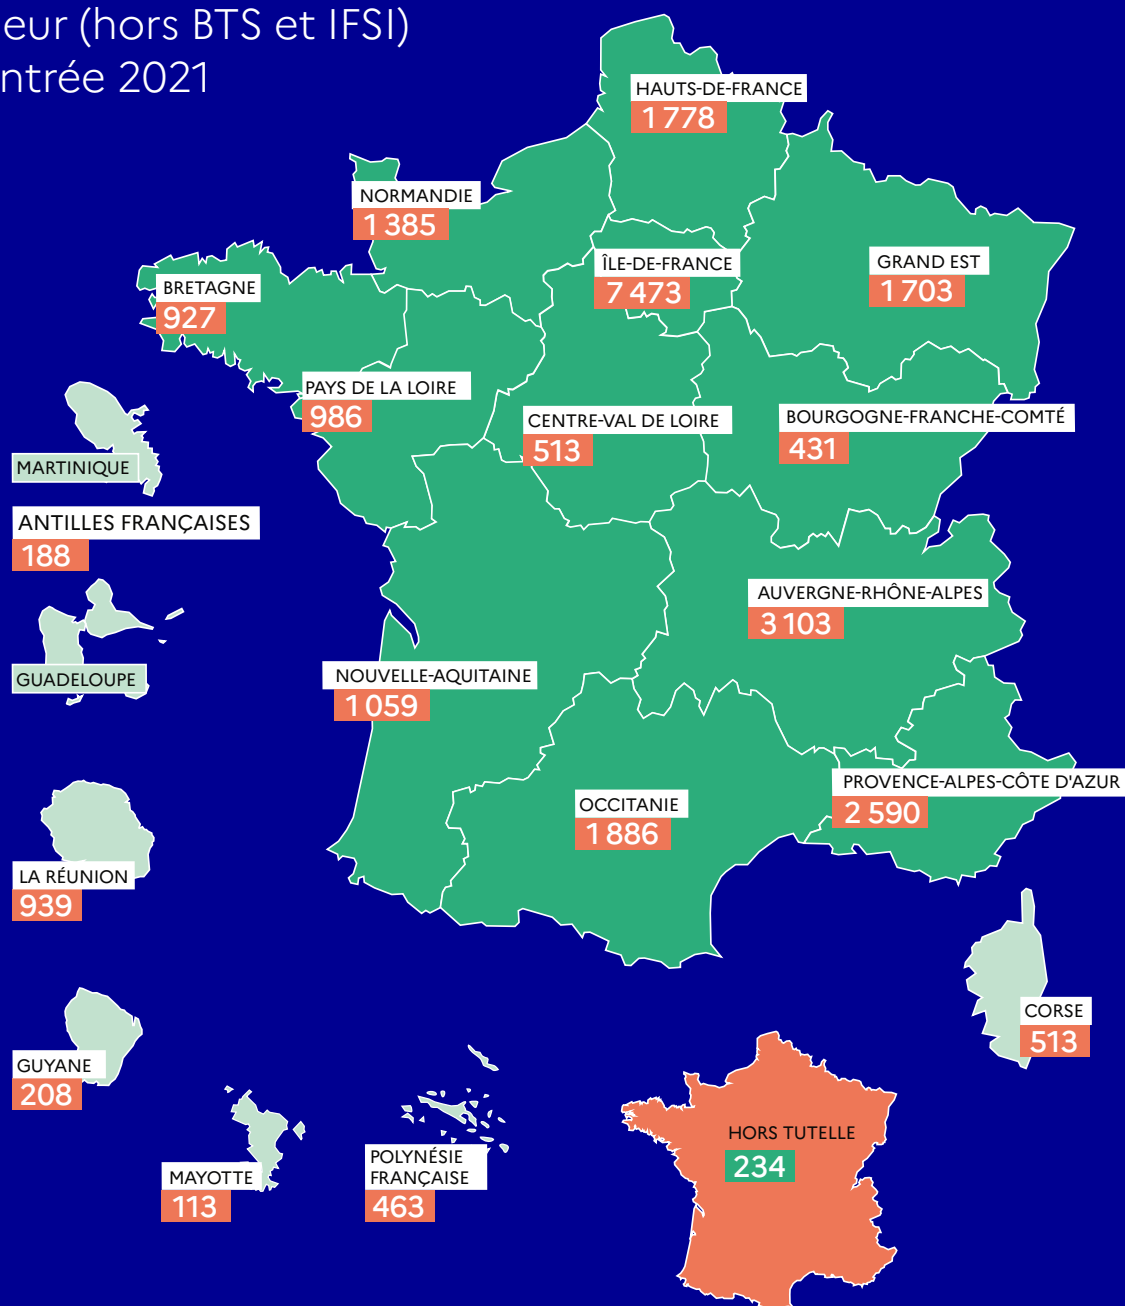 eur (hors BTS et IFSI)
ntrée 2021
HAUTS-DE-FRANCE
1 778
NORMANDIE
1 385
ÎLE-DE-FRANCE
7 473
GRAND EST
1 703
BRETAGNE
927
PAYS DE LA LOIRE
986
CENTRE-VAL DE LOIRE
513
BOURGOGNE-FRANCHE-COMTÉ
431
MARTINIQUE
ANTILLES FRANÇAISES
188
GUADELOUPE
AUVERGNE-RHÔNE-ALPES
3 103
NOUVELLE-AQUITAINE
1 059
PROVENCE-ALPES-CÔTE D'AZUR
2 590
OCCITANIE
1 886
LA RÉUNION
939
CORSE
513
GUYANE
208
MAYOTTE
113
POLYNÉSIE
FRANÇAISE
463
HORS TUTELLE
234